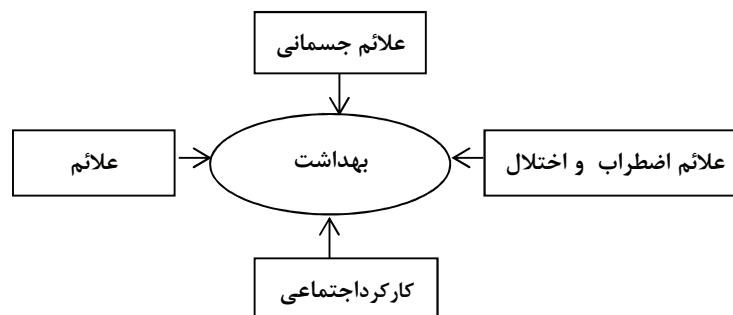 علائم جسمانی
علائم اضطراب و اختلال
بهداشت
علائم
کارکرداجتماعی